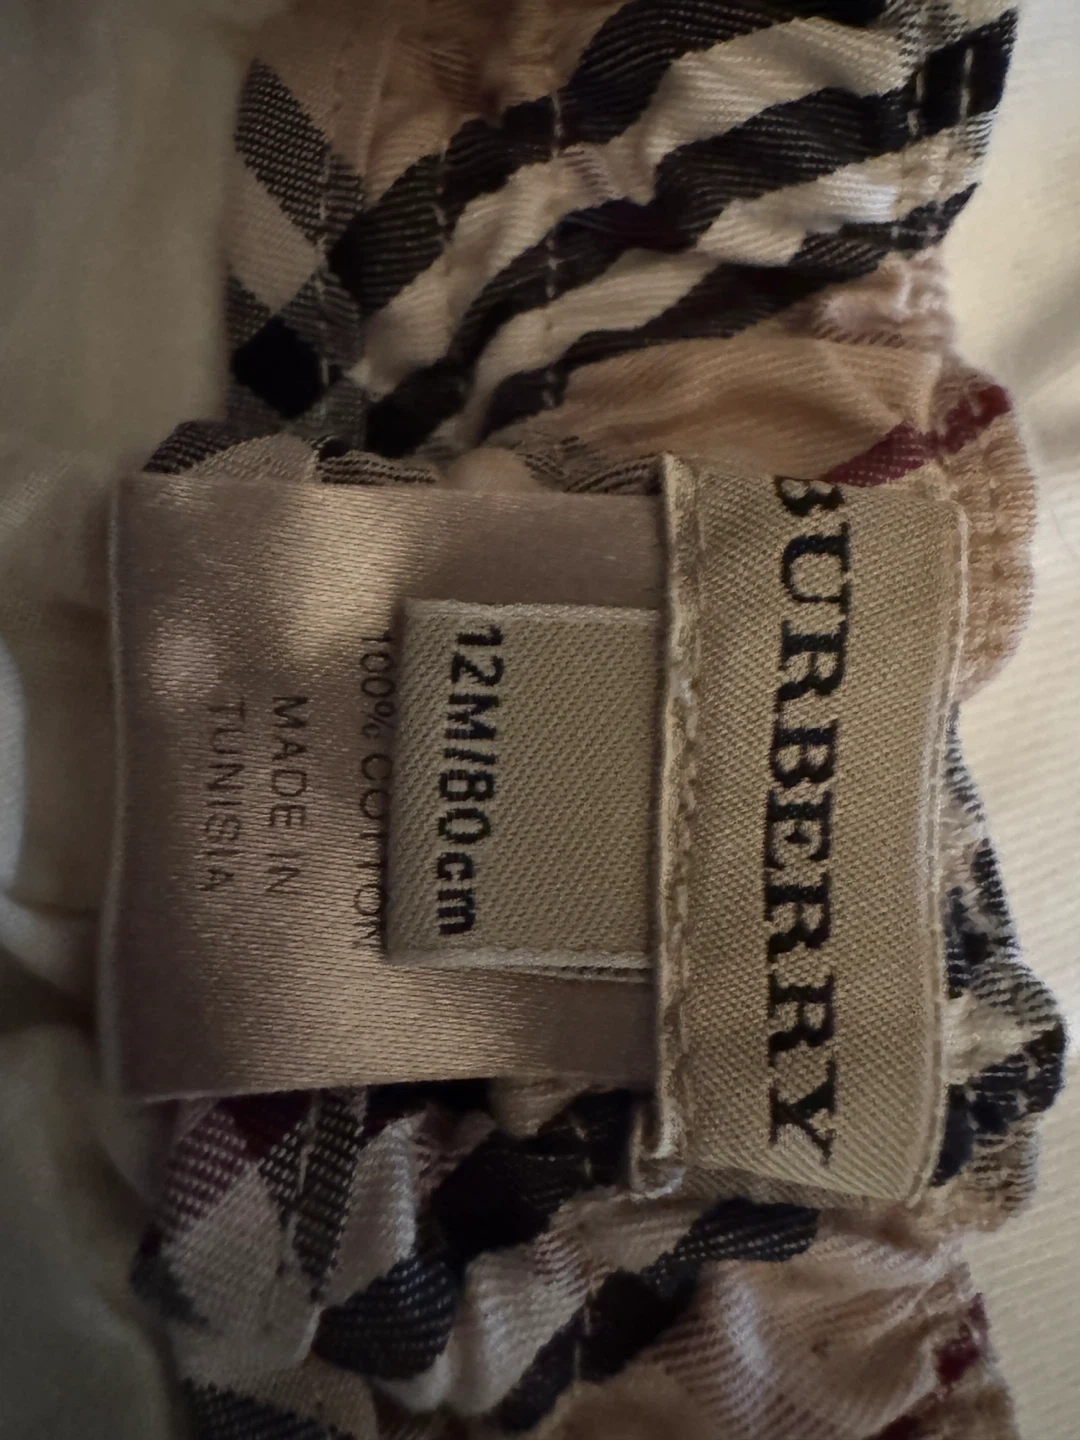 BURBERRY
12M/80cm
100% COTTON
MADE IN
TUNISIA